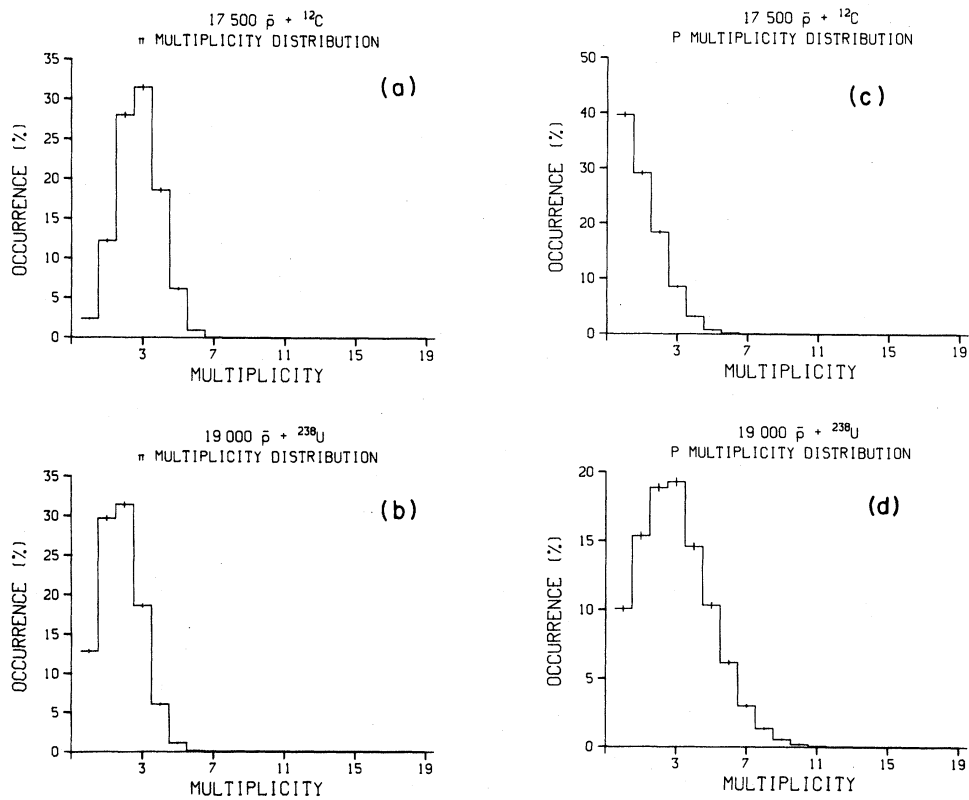 17 500 p̄ + ¹²C
π MULTIPLICITY DISTRIBUTION
(a)
OCCURRENCE (%)
35
30
25
20
15
10
5
0
3
7
11
15
19
MULTIPLICITY
17 500 p̄ + ¹²C
P MULTIPLICITY DISTRIBUTION
(c)
OCCURRENCE (%)
50
40
30
20
10
0
3
7
11
15
19
MULTIPLICITY
19 000 p̄ + ²³⁸U
π MULTIPLICITY DISTRIBUTION
(b)
OCCURRENCE (%)
35
30
25
20
15
10
5
0
3
7
11
15
19
MULTIPLICITY
19 000 p̄ + ²³⁸U
P MULTIPLICITY DISTRIBUTION
(d)
OCCURRENCE (%)
20
15
10
5
0
3
7
11
15
19
MULTIPLICITY